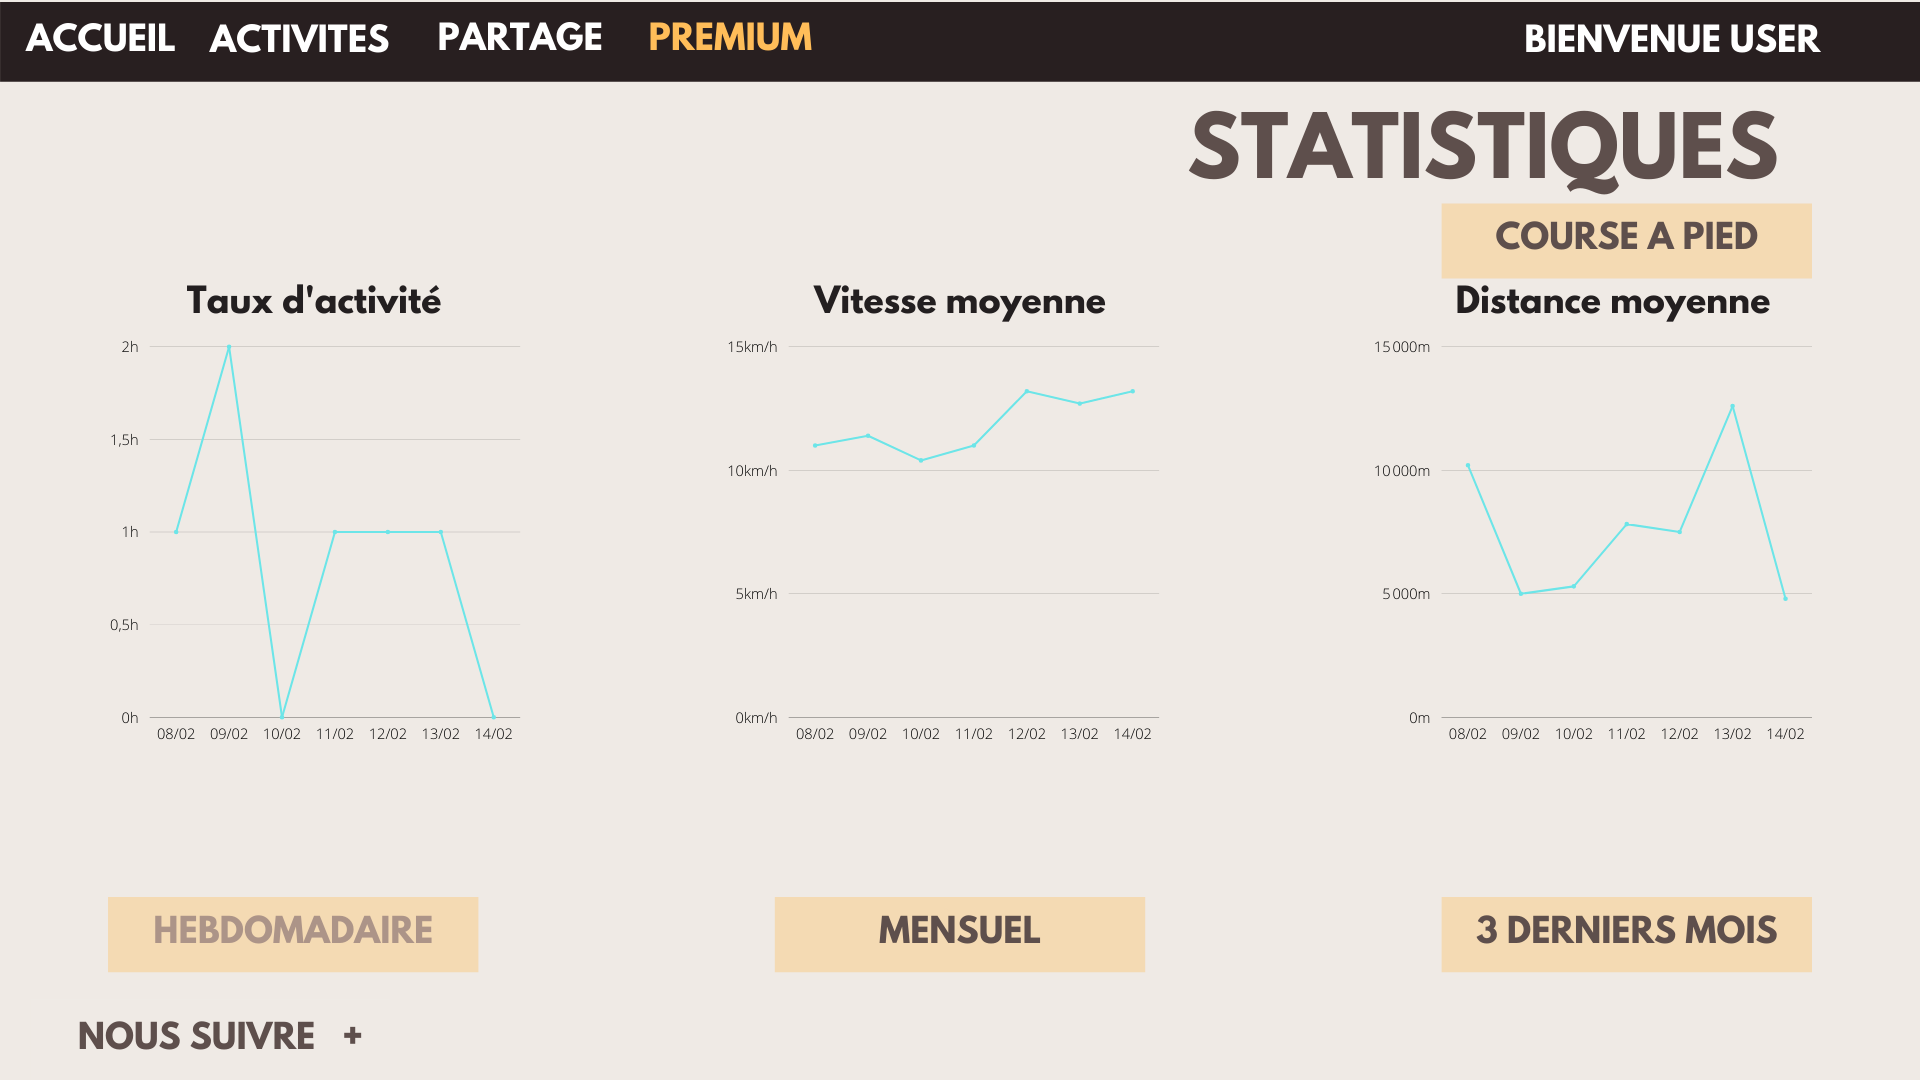 ACCUEIL ACTIVITES PARTAGE PREMIUM BIENVENUE USER
STATISTIQUES
COURSE A PIED
Taux d'activité
2h
1,5h
1h
0,5h
0h
08/02 09/02 10/02 11/02 12/02 13/02 14/02
Vitesse moyenne
15km/h
10km/h
5km/h
0km/h
08/02 09/02 10/02 11/02 12/02 13/02 14/02
Distance moyenne
15 000m
10 000m
5 000m
0m
08/02 09/02 10/02 11/02 12/02 13/02 14/02
HEBDOMADAIRE
MENSUEL
3 DERNIERS MOIS
NOUS SUIVRE +